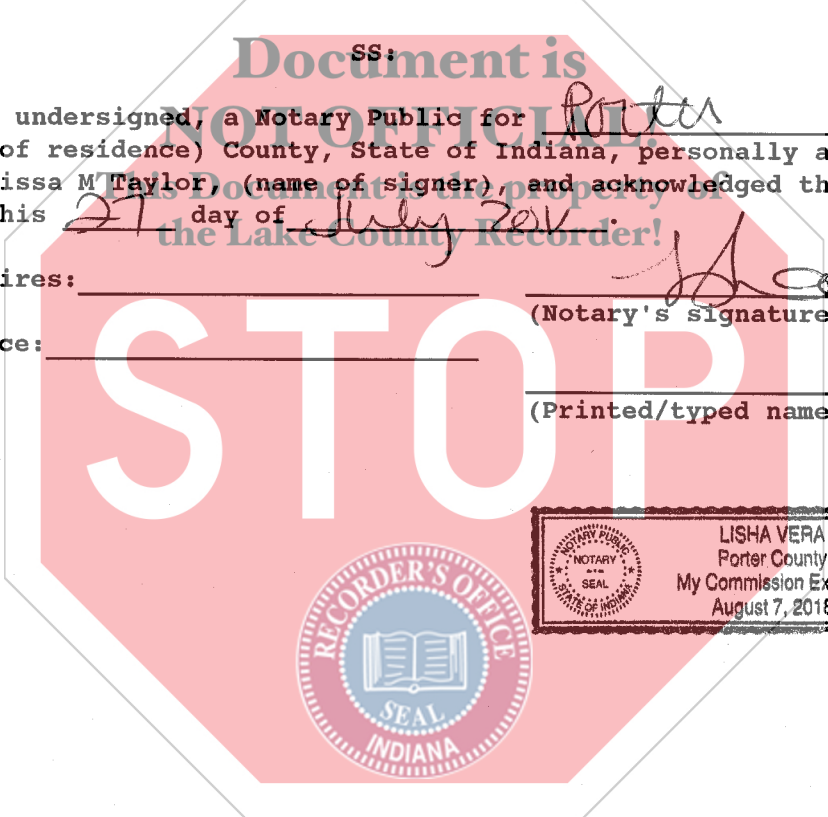 Document is
SS:
NOT OFFICIAL!
undersigned, a Notary Public for Porter
of residence) County, State of Indiana, personally a
This Document is the property of
issa M Taylor, (name of signer), and acknowledged th
his 27 day of July
the Lake County Recorder!
ires:
(Notary's signature
ce:
(Printed/typed name
STOP
NOTARY PUBLIC
NOTARY
SEAL
STATE OF INDIANA
LISHA VERA
Porter County
My Commission Ex
August 7, 2018
RECORDER'S OFFICE
SEAL
INDIANA